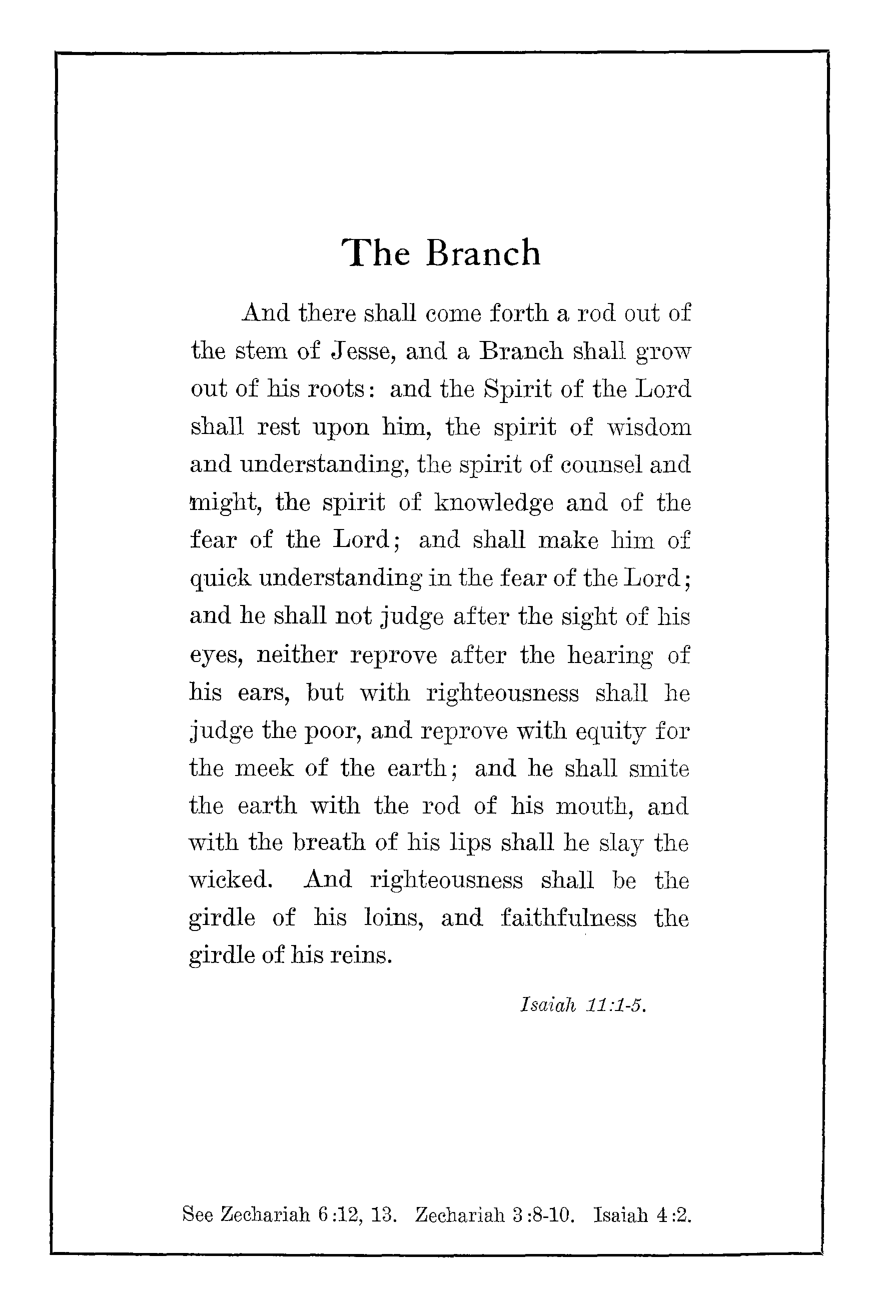 The Branch
And there shall come forth a rod out of
the stem of Jesse, and a Branch shall grow
out of his roots: and the Spirit of the Lord
shall rest upon him, the spirit of wisdom
and understanding, the spirit of counsel and
might, the spirit of knowledge and of the
fear of the Lord; and shall make him of
quick understanding in the fear of the Lord;
and he shall not judge after the sight of his
eyes, neither reprove after the hearing of
his ears, but with righteousness shall he
judge the poor, and reprove with equity for
the meek of the earth; and he shall smite
the earth with the rod of his mouth, and
with the breath of his lips shall he slay the
wicked. And righteousness shall be the
girdle of his loins, and faithfulness the
girdle of his reins.
Isaiah 11:1-5.
See Zechariah 6:12, 13. Zechariah 3:8-10. Isaiah 4:2.